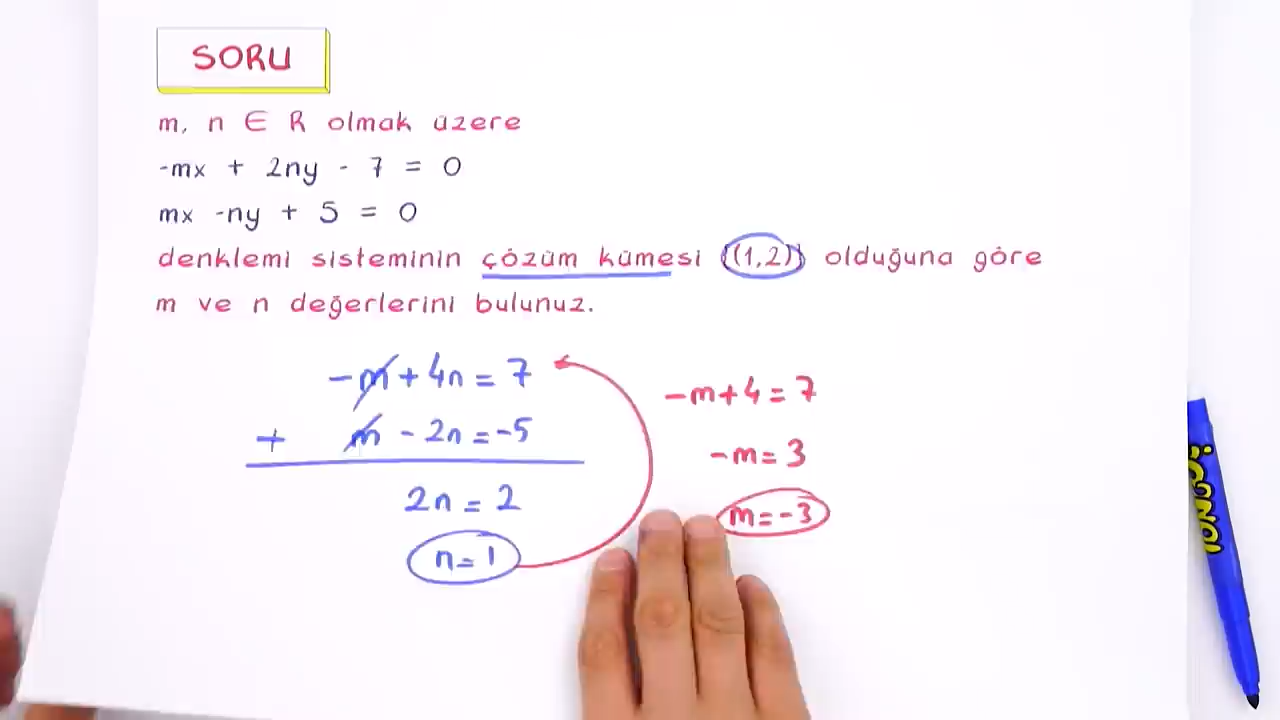 SORU
m, n ∈ R olmak üzere
-mx + 2ny - 7 = 0
mx -ny + 5 = 0
denklemi sisteminin çözüm kümesi {(1,2)} olduğuna göre
m ve n değerlerini bulunuz.
-m + 4n = 7
+ m - 2n = -5
2n = 2
n = 1
-m + 4 = 7
-m = 3
m = -3